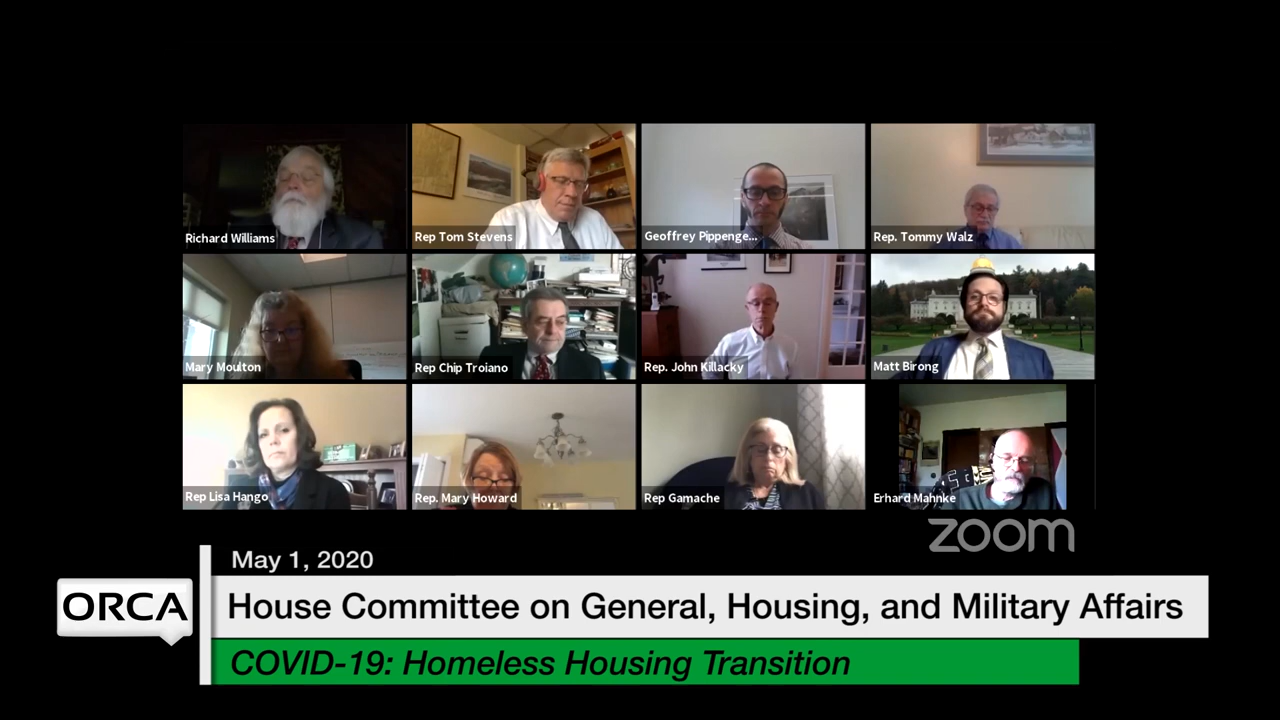 Richard Williams
Rep Tom Stevens
Geoffrey Pippenge...
Rep. Tommy Walz
Mary Moulton
Rep Chip Troiano
Rep. John Killacky
Matt Birong
Rep Lisa Hango
Rep. Mary Howard
Rep Gamache
Erhard Mahnke
zoom
May 1, 2020
ORCA
House Committee on General, Housing, and Military Affairs
COVID-19: Homeless Housing Transition